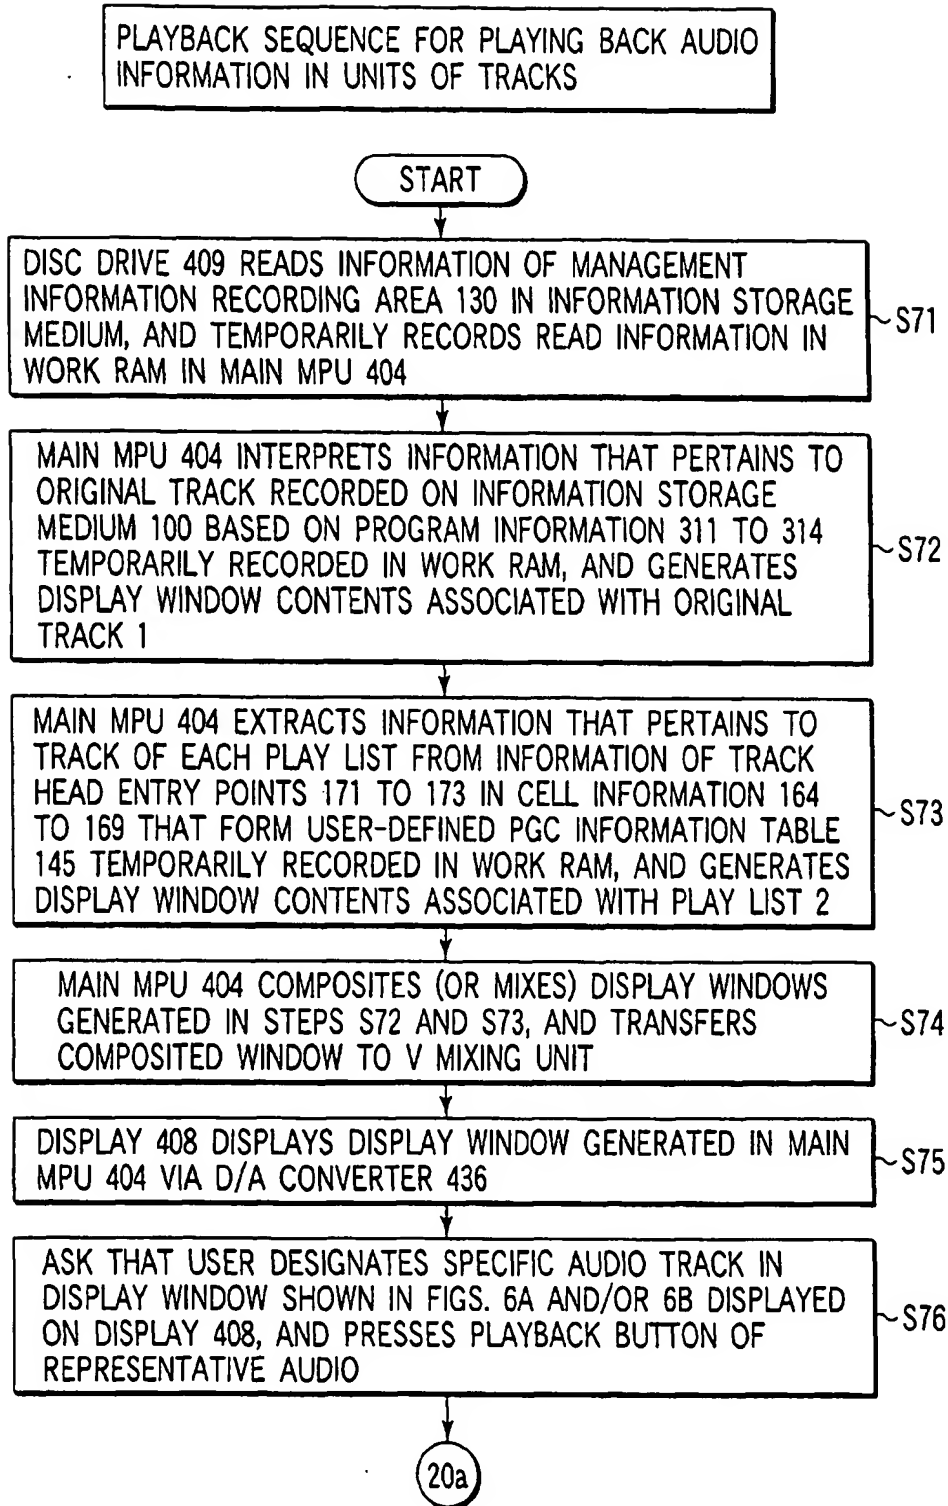 PLAYBACK SEQUENCE FOR PLAYING BACK AUDIO
INFORMATION IN UNITS OF TRACKS
START
DISC DRIVE 409 READS INFORMATION OF MANAGEMENT
INFORMATION RECORDING AREA 130 IN INFORMATION STORAGE
MEDIUM, AND TEMPORARILY RECORDS READ INFORMATION IN
WORK RAM IN MAIN MPU 404
S71
MAIN MPU 404 INTERPRETS INFORMATION THAT PERTAINS TO
ORIGINAL TRACK RECORDED ON INFORMATION STORAGE
MEDIUM 100 BASED ON PROGRAM INFORMATION 311 TO 314
TEMPORARILY RECORDED IN WORK RAM, AND GENERATES
DISPLAY WINDOW CONTENTS ASSOCIATED WITH ORIGINAL
TRACK 1
S72
MAIN MPU 404 EXTRACTS INFORMATION THAT PERTAINS TO
TRACK OF EACH PLAY LIST FROM INFORMATION OF TRACK
HEAD ENTRY POINTS 171 TO 173 IN CELL INFORMATION 164
TO 169 THAT FORM USER-DEFINED PGC INFORMATION TABLE
145 TEMPORARILY RECORDED IN WORK RAM, AND GENERATES
DISPLAY WINDOW CONTENTS ASSOCIATED WITH PLAY LIST 2
S73
MAIN MPU 404 COMPOSITES (OR MIXES) DISPLAY WINDOWS
GENERATED IN STEPS S72 AND S73, AND TRANSFERS
COMPOSITED WINDOW TO V MIXING UNIT
S74
DISPLAY 408 DISPLAYS DISPLAY WINDOW GENERATED IN MAIN
MPU 404 VIA D/A CONVERTER 436
S75
ASK THAT USER DESIGNATES SPECIFIC AUDIO TRACK IN
DISPLAY WINDOW SHOWN IN FIGS. 6A AND/OR 6B DISPLAYED
ON DISPLAY 408, AND PRESSES PLAYBACK BUTTON OF
REPRESENTATIVE AUDIO
S76
20a